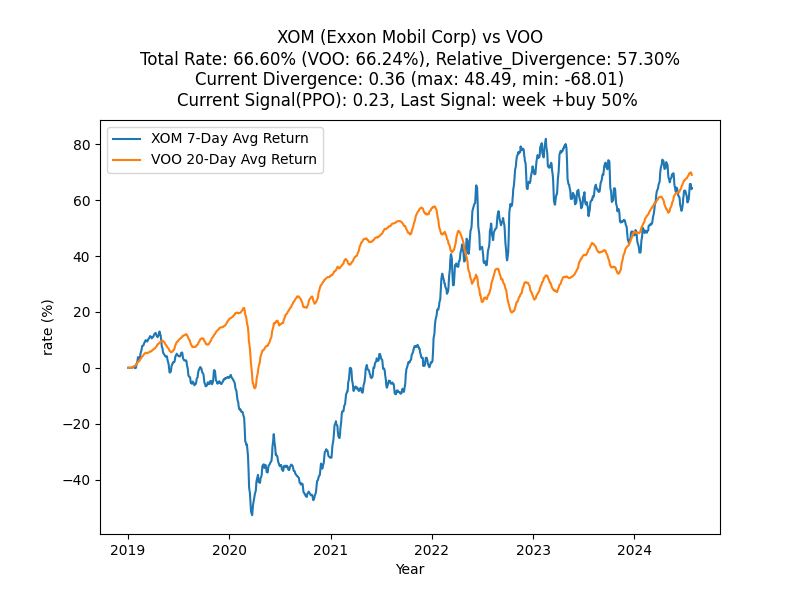 XOM (Exxon Mobil Corp) vs VOO
Total Rate: 66.60% (VOO: 66.24%), Relative_Divergence: 57.30%
Current Divergence: 0.36 (max: 48.49, min: -68.01)
Current Signal(PPO): 0.23, Last Signal: week +buy 50%
XOM 7-Day Avg Return
VOO 20-Day Avg Return
80
60
40
20
0
−20
−40
rate (%)
2019 2020 2021 2022 2023 2024
Year